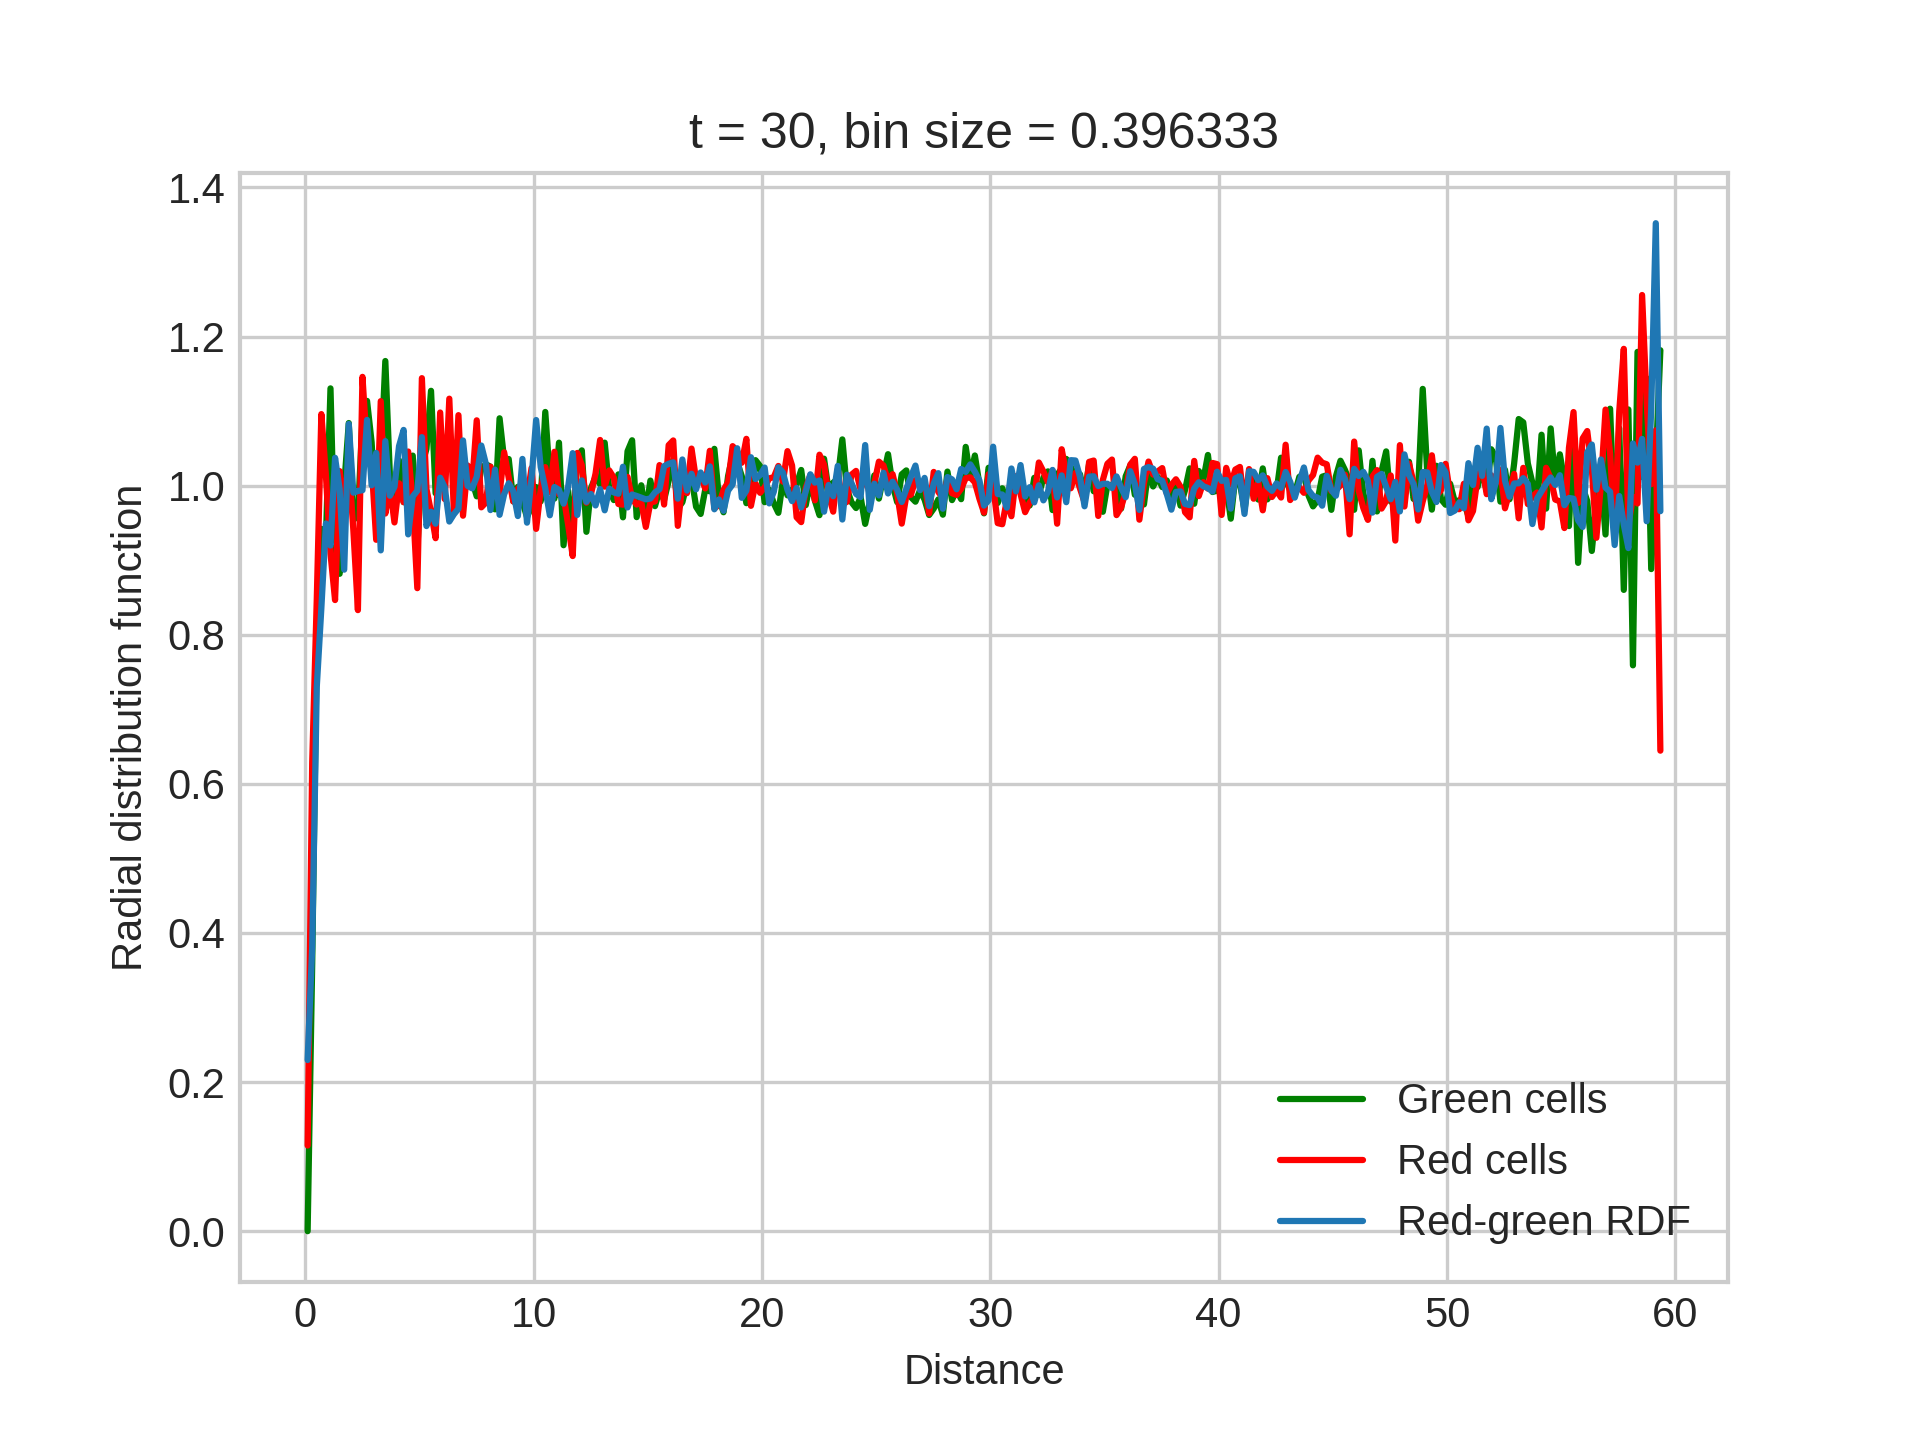 t = 30, bin size = 0.396333
1.4
1.2
1.0
0.8
0.6
0.4
0.2
0.0
Radial distribution function
Green cells
Red cells
Red-green RDF
0 10 20 30 40 50 60
Distance